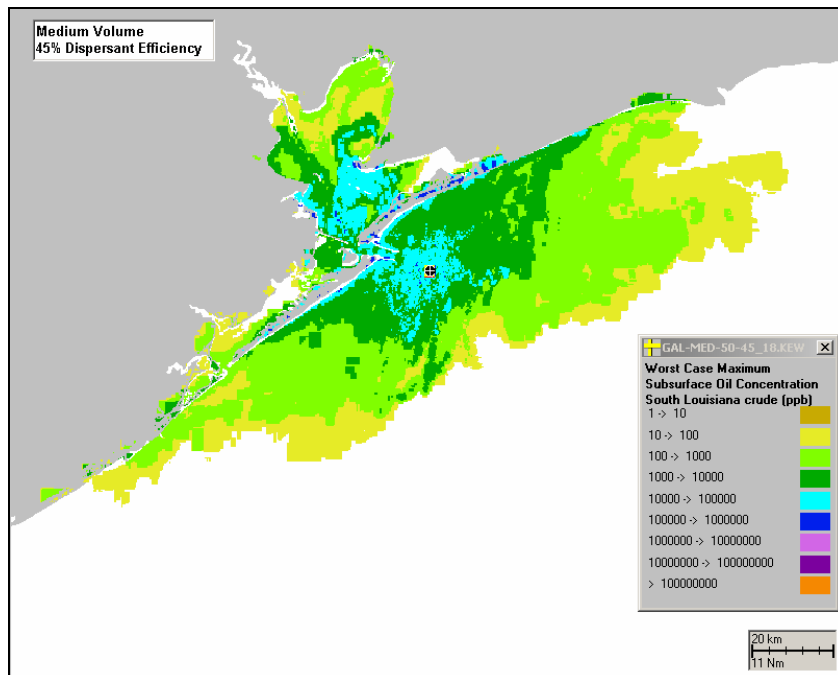 Medium Volume
45% Dispersant Efficiency
GAL-MED-50-45_18.KEW
Worst Case Maximum
Subsurface Oil Concentration
South Louisiana crude (ppb)
1 -> 10
10 -> 100
100 -> 1000
1000 -> 10000
10000 -> 100000
100000 -> 1000000
1000000 -> 10000000
10000000 -> 100000000
> 100000000
20 km
11 Nm